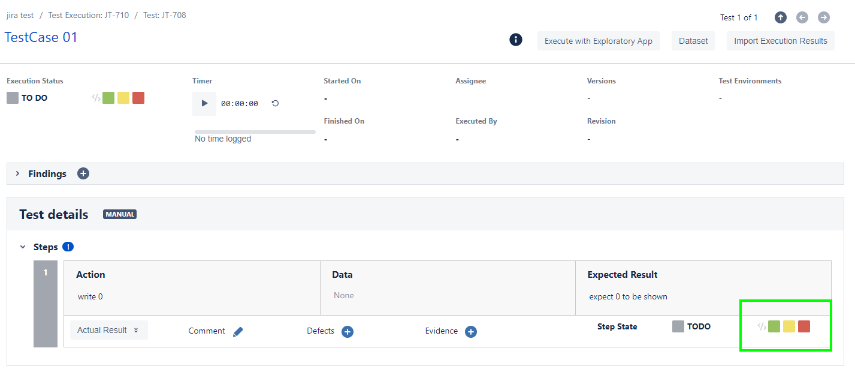 jira test / Test Execution: JT-710 / Test: JT-708
Test 1 of 1
TestCase 01
Execute with Exploratory App
Dataset
Import Execution Results
Execution Status
Timer
Started On
Assignee
Versions
Test Environments
TO DO
00:00:00
-
-
-
-
No time logged
Finished On
Executed By
Revision
-
-
-
Findings
Test details MANUAL
Steps 1
1
Action
Data
Expected Result
write 0
None
expect 0 to be shown
Actual Result
Comment
Defects
Evidence
Step State
TODO